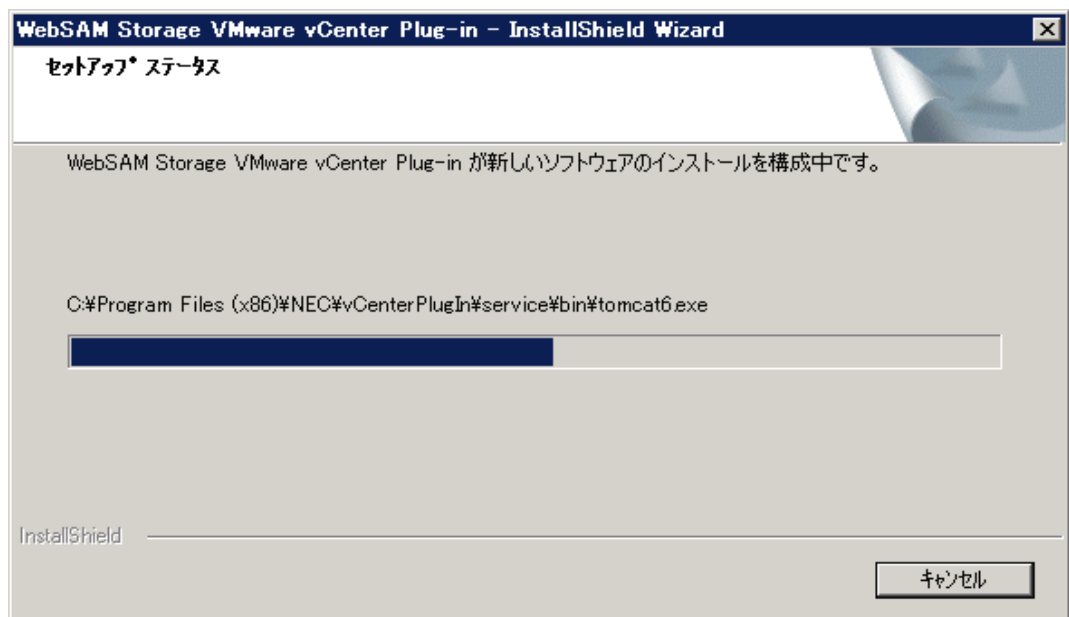 WebSAM Storage VMware vCenter Plug-in - InstallShield Wizard
セットアップ ステータス
WebSAM Storage VMware vCenter Plug-in が新しいソフトウェアのインストールを構成中です。
C:¥Program Files (x86)¥NEC¥vCenterPlugIn¥service¥bin¥tomcat6.exe
InstallShield
キャンセル